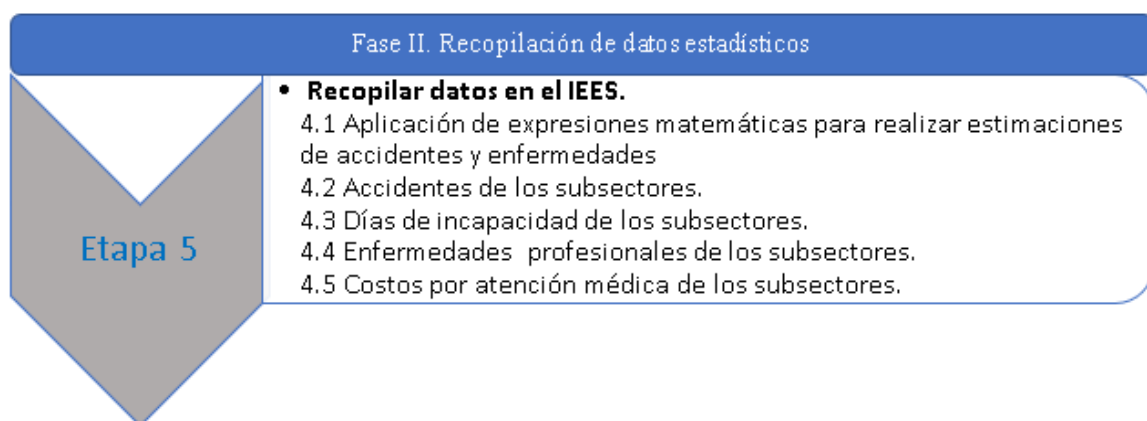 Fase II. Recopilación de datos estadísticos
• Recopilar datos en el IEES.
4.1 Aplicación de expresiones matemáticas para realizar estimaciones
de accidentes y enfermedades
4.2 Accidentes de los subsectores.
4.3 Días de incapacidad de los subsectores.
Etapa 5
4.4 Enfermedades profesionales de los subsectores.
4.5 Costos por atención médica de los subsectores.